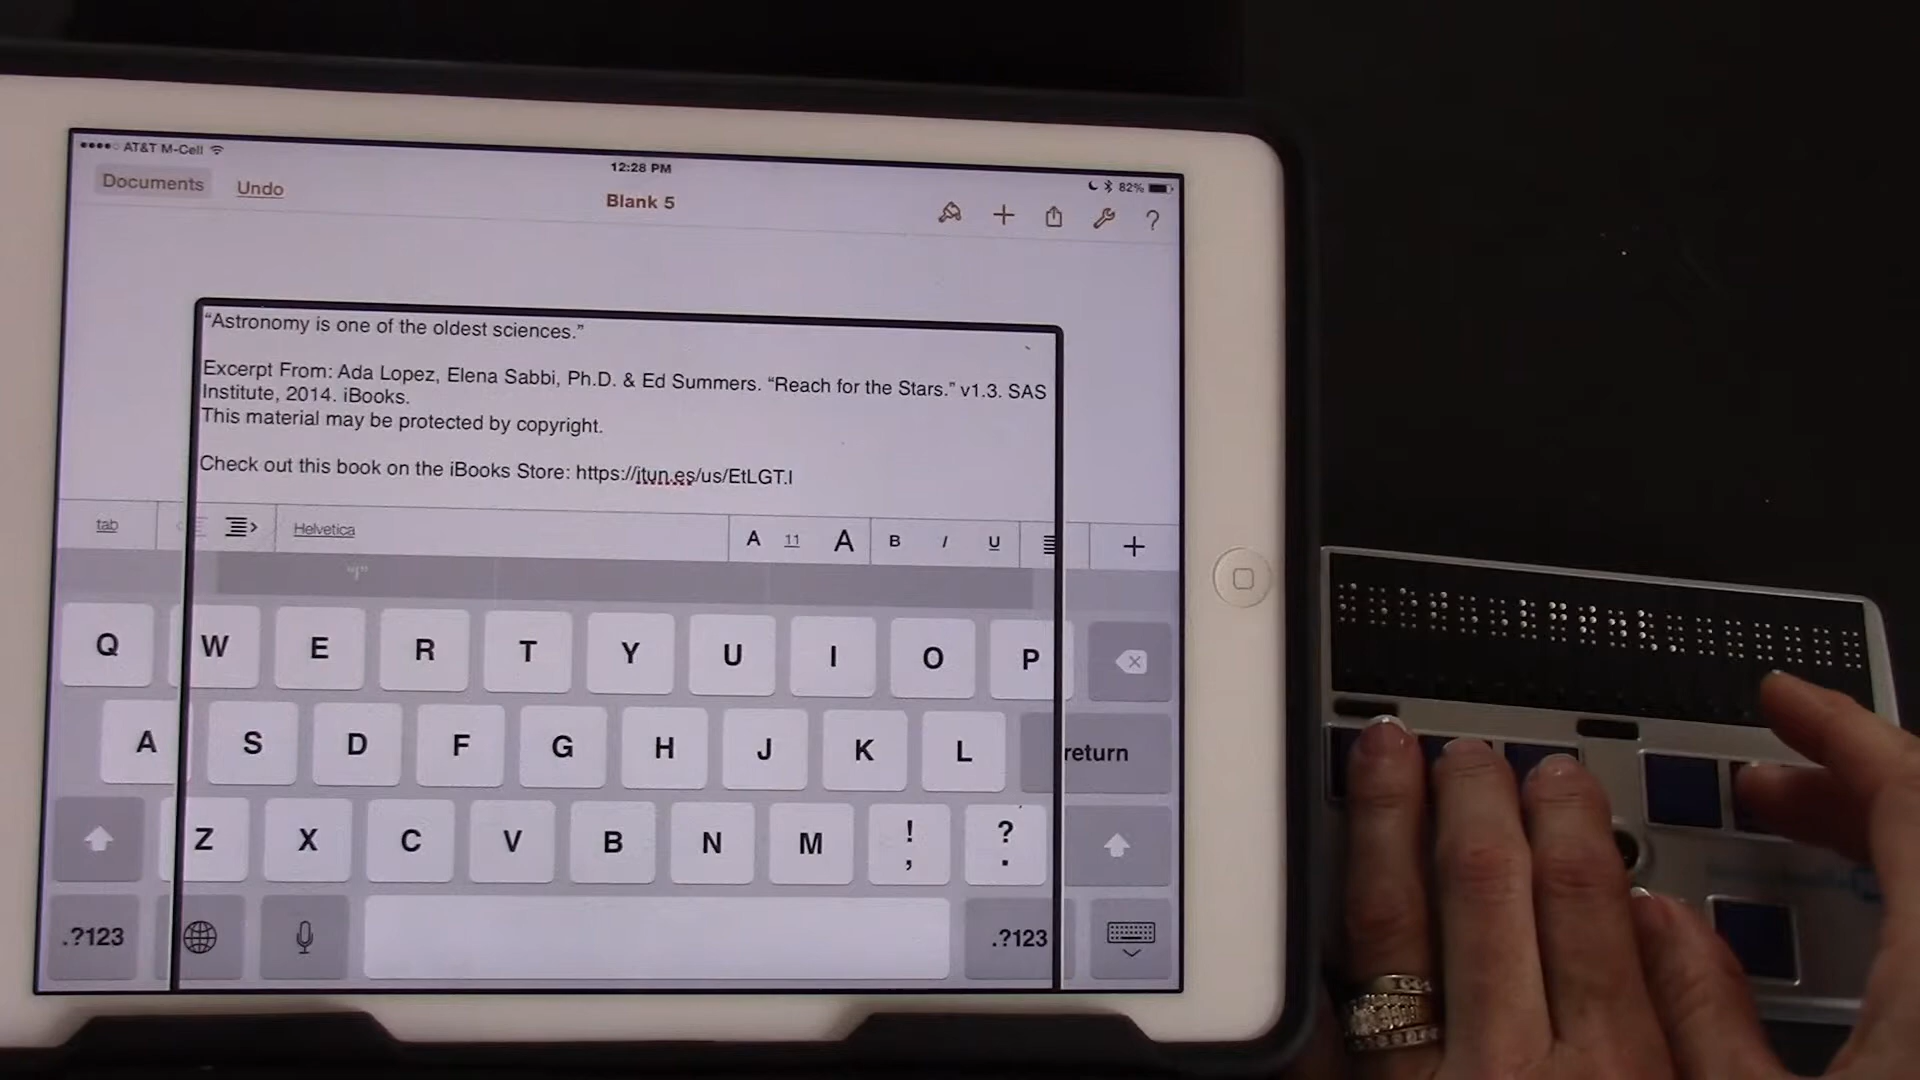 AT&T M-Cell
12:28 PM
82%
Documents Undo
Blank 5
?
“Astronomy is one of the oldest sciences.”
Excerpt From: Ada Lopez, Elena Sabbi, Ph.D. & Ed Summers. “Reach for the Stars.” v1.3. SAS
Institute, 2014. iBooks.
This material may be protected by copyright.
Check out this book on the iBooks Store: https://itun.es/us/EtLGT.l
tab Helvetica A 11 A B I U +
Q W E R T Y U I O P
A S D F G H J K L return
Z X C V B N M ! , ? .
.?123 .?123